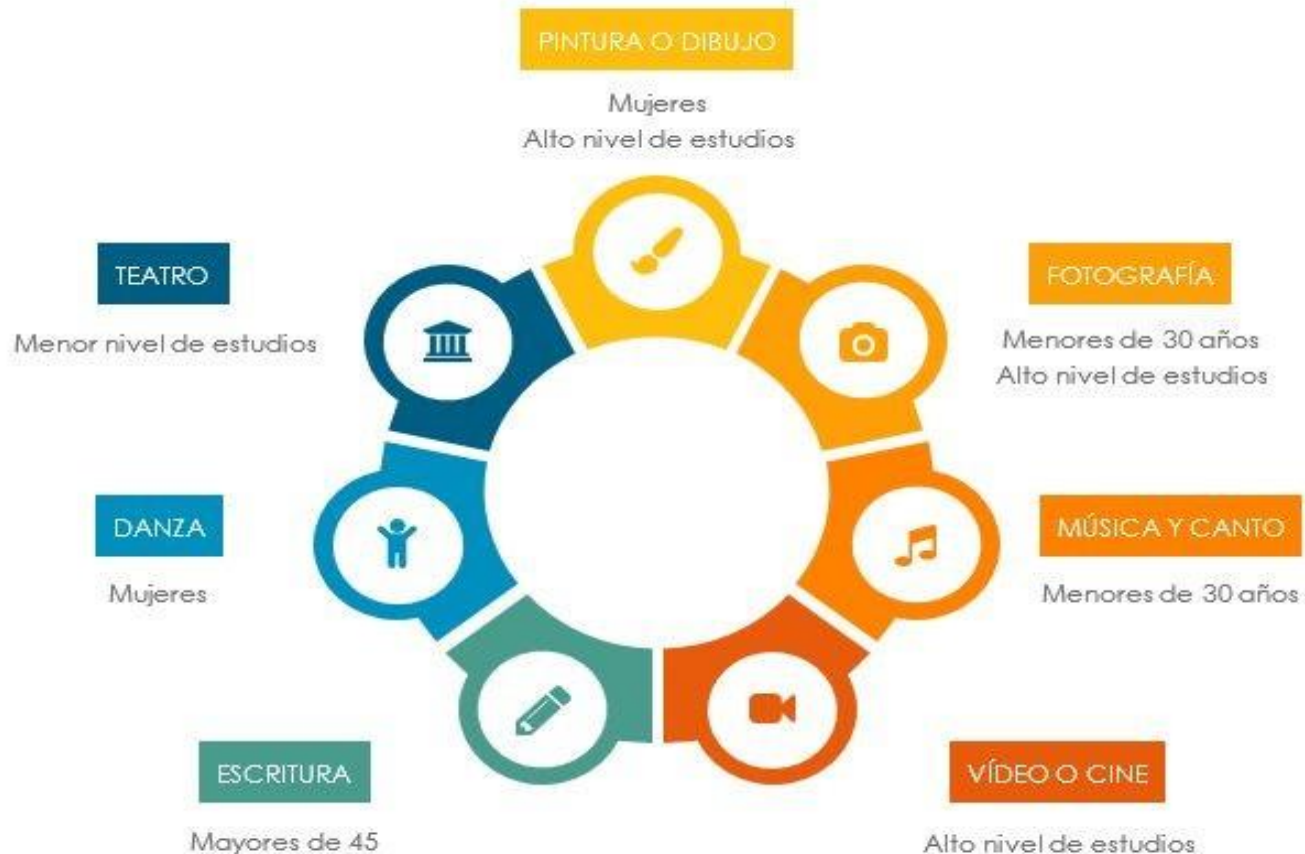 PINTURA O DIBUJO
Mujeres
Alto nivel de estudios
TEATRO
Menor nivel de estudios
FOTOGRAFÍA
Menores de 30 años
Alto nivel de estudios
DANZA
Mujeres
MÚSICA Y CANTO
Menores de 30 años
ESCRITURA
Mayores de 45
VÍDEO O CINE
Alto nivel de estudios